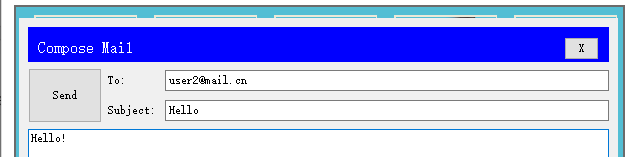 Compose Mail
X
Send
To:
user2@mail.cn
Subject:
Hello
Hello!